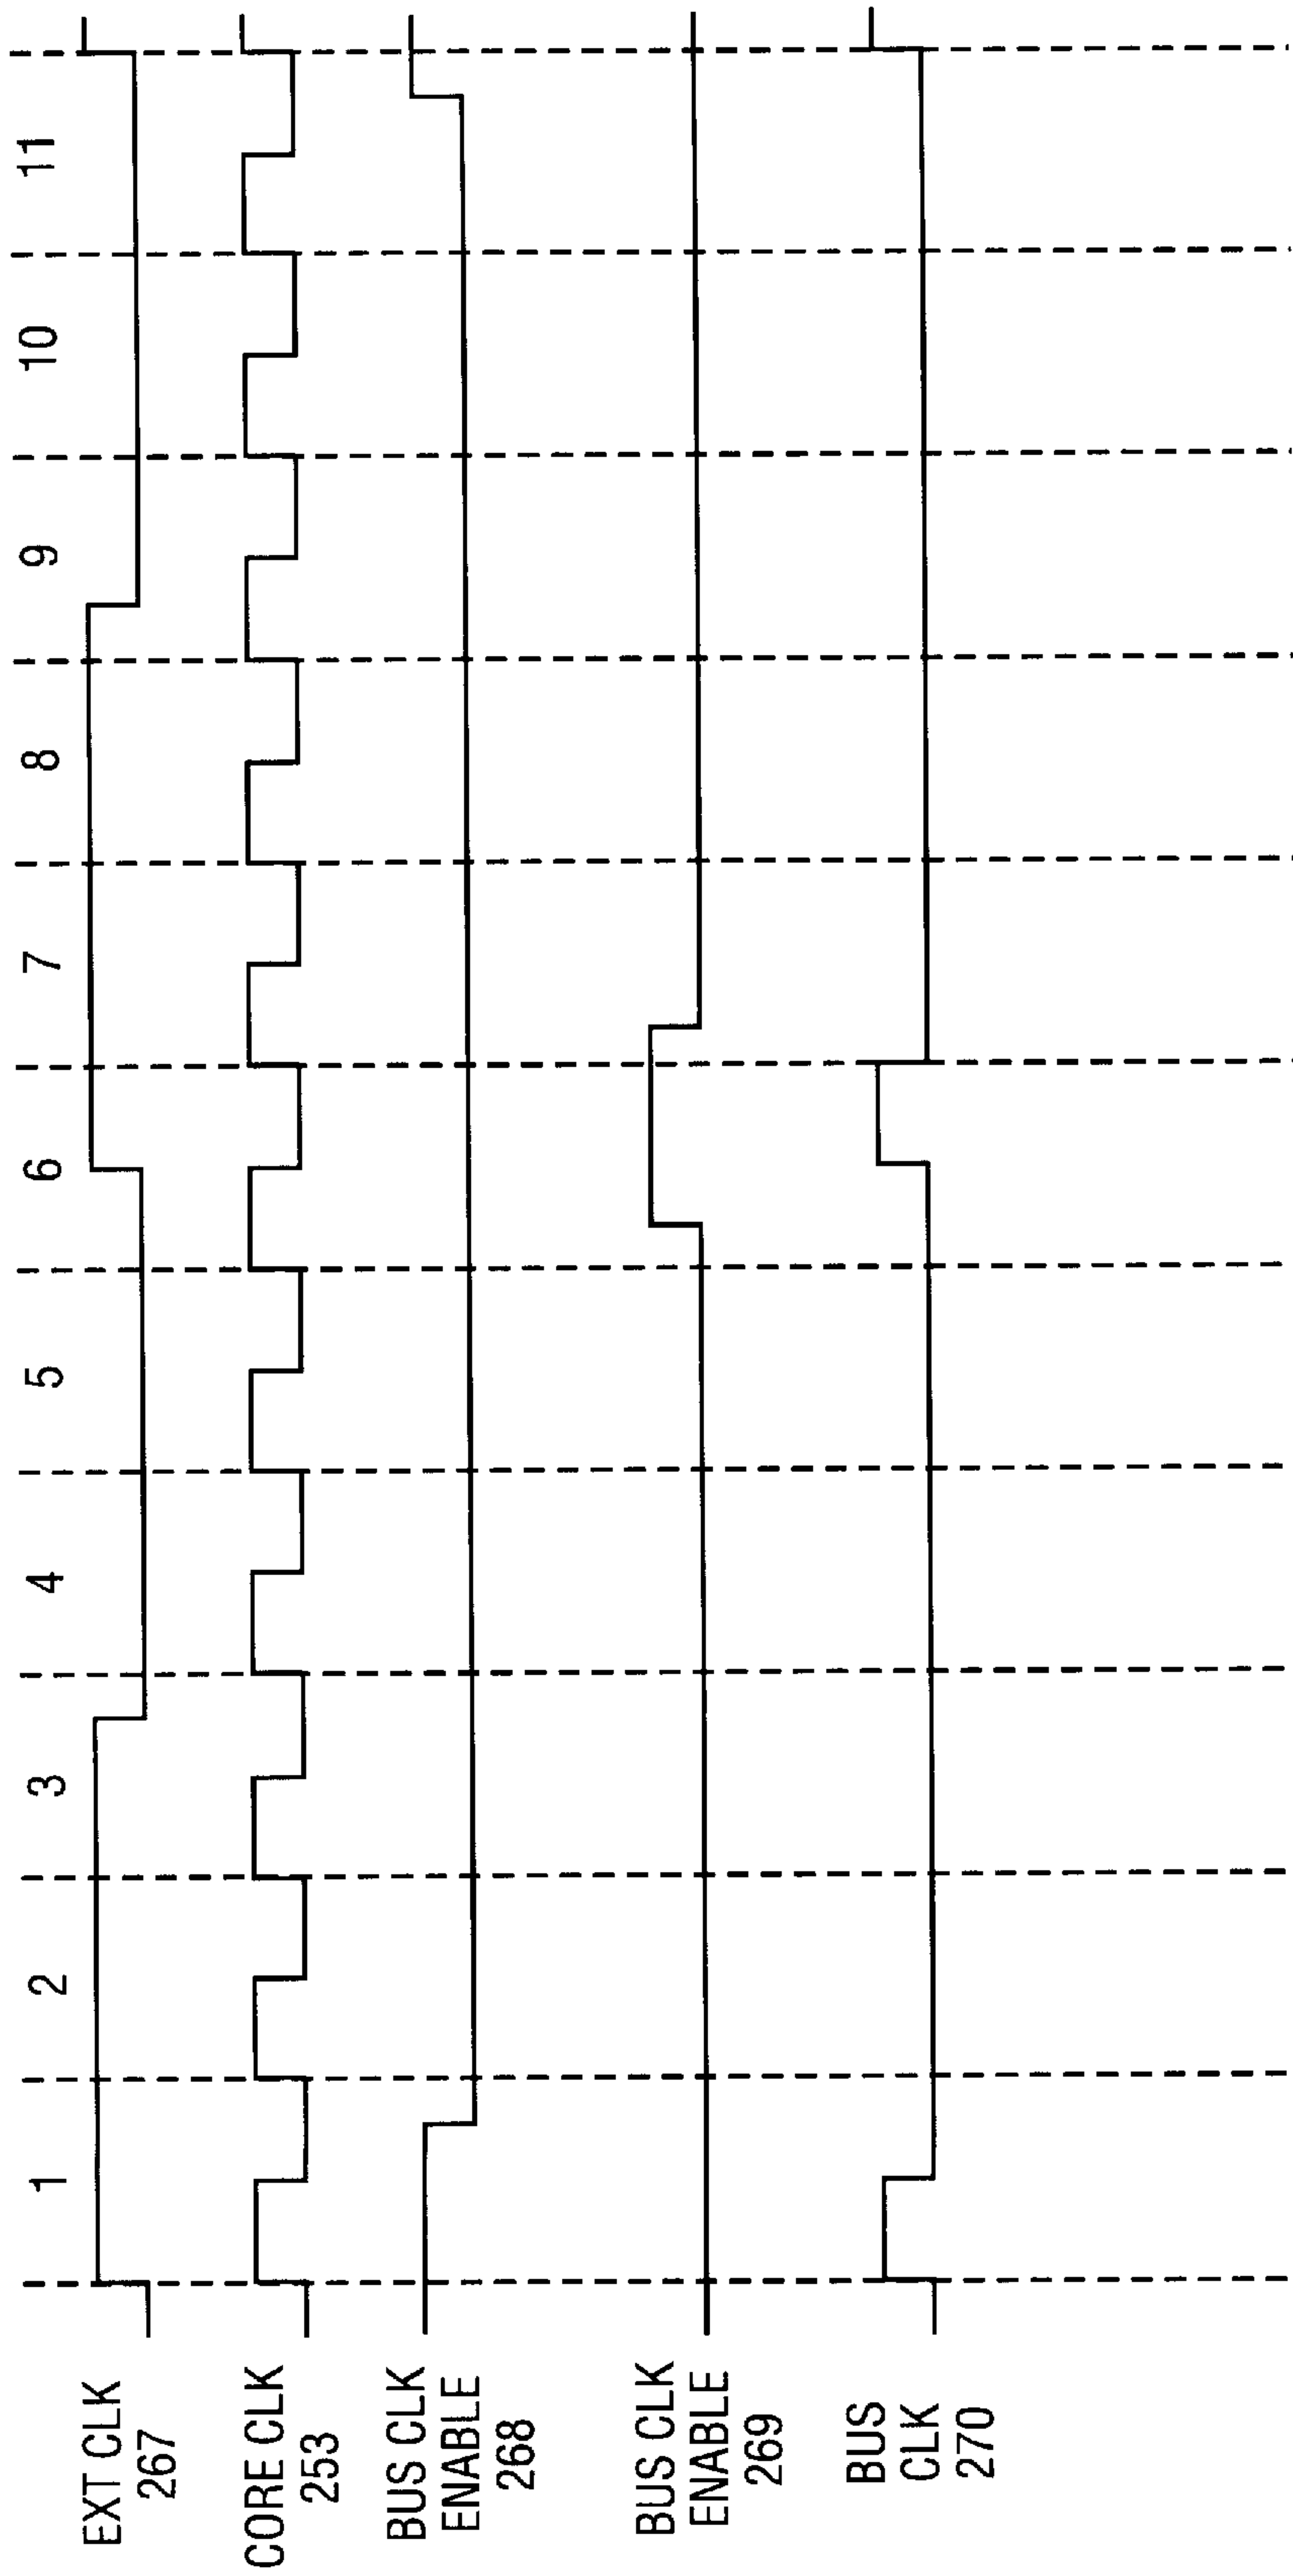 1 2 3 4 5 6 7 8 9 10 11
EXT CLK
267
CORE CLK
253
BUS CLK
ENABLE
268
BUS CLK
ENABLE
269
BUS
CLK
270